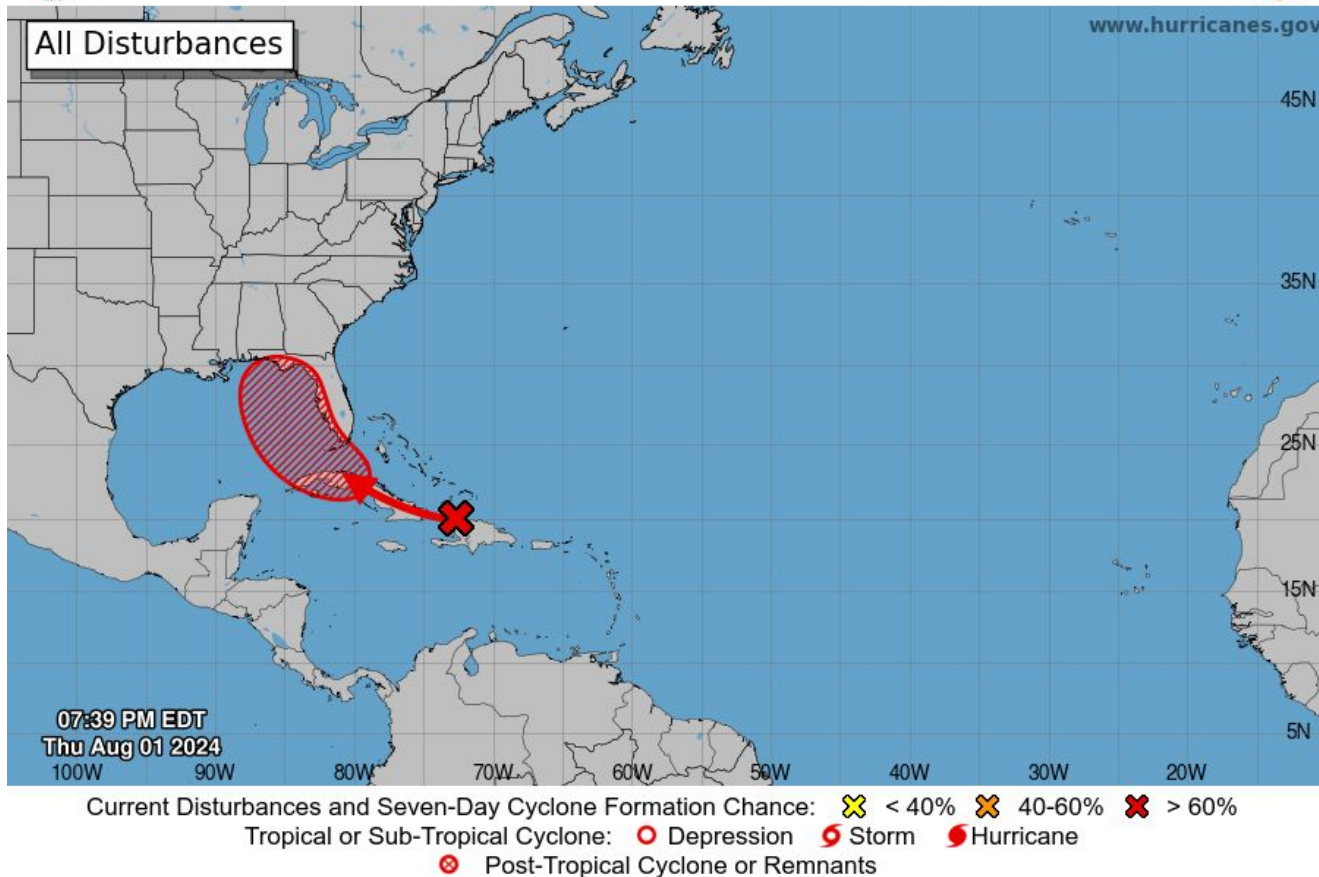 All Disturbances
www.hurricanes.gov
45N
35N
25N
15N
5N
07:39 PM EDT
Thu Aug 01 2024
100W 90W 80W 70W 60W 50W 40W 30W 20W
Current Disturbances and Seven-Day Cyclone Formation Chance: < 40% 40-60% > 60%
Tropical or Sub-Tropical Cyclone: Depression Storm Hurricane
Post-Tropical Cyclone or Remnants